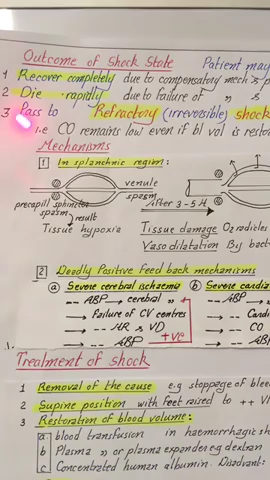 Outcome of Shock State Patient may
1 Recover completely due to compensatory mech s p
2 Die rapidly due to failure of ,, s
3 Pass to Refractory (irreversible) shock
i.e CO remains low even if bl vol is resto
Mechanisms
1 In splanchnic region:
venule
spasm
precapill sphincter
spasm
result
Tissue hypoxia
After 3-5 H
Tissue damage O2 radicles
Vasodilatation By bact
2 Deadly Positive feed back mechanisms
a Severe cerebral ischaemia b Severe cardia
-- ABP → cerebral ,, -- ABP →
→ Failure of CV centres → -- Cardi
→ -- HR & VD → -- CO
→ -- ABP +ve → -- ABP
Treatment of shock
1 Removal of the cause e.g stoppage of blee
2 Supine position with feet raised to ++ V
3 Restoration of blood volume:
a blood transfusion in haemorrhagic sh
b Plasma ,, or plasma expander e.g dextran
c Concentrated human albumin. Disadvant: